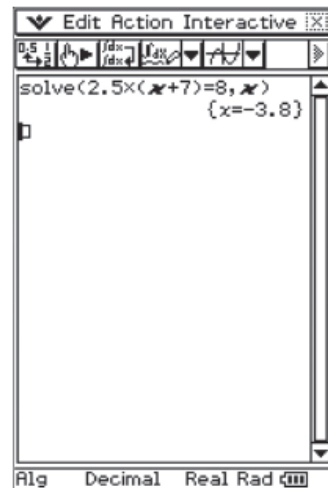 Edit Action Interactive
solve(2.5×(x+7)=8,x)
{x=-3.8}
Alg Decimal Real Rad